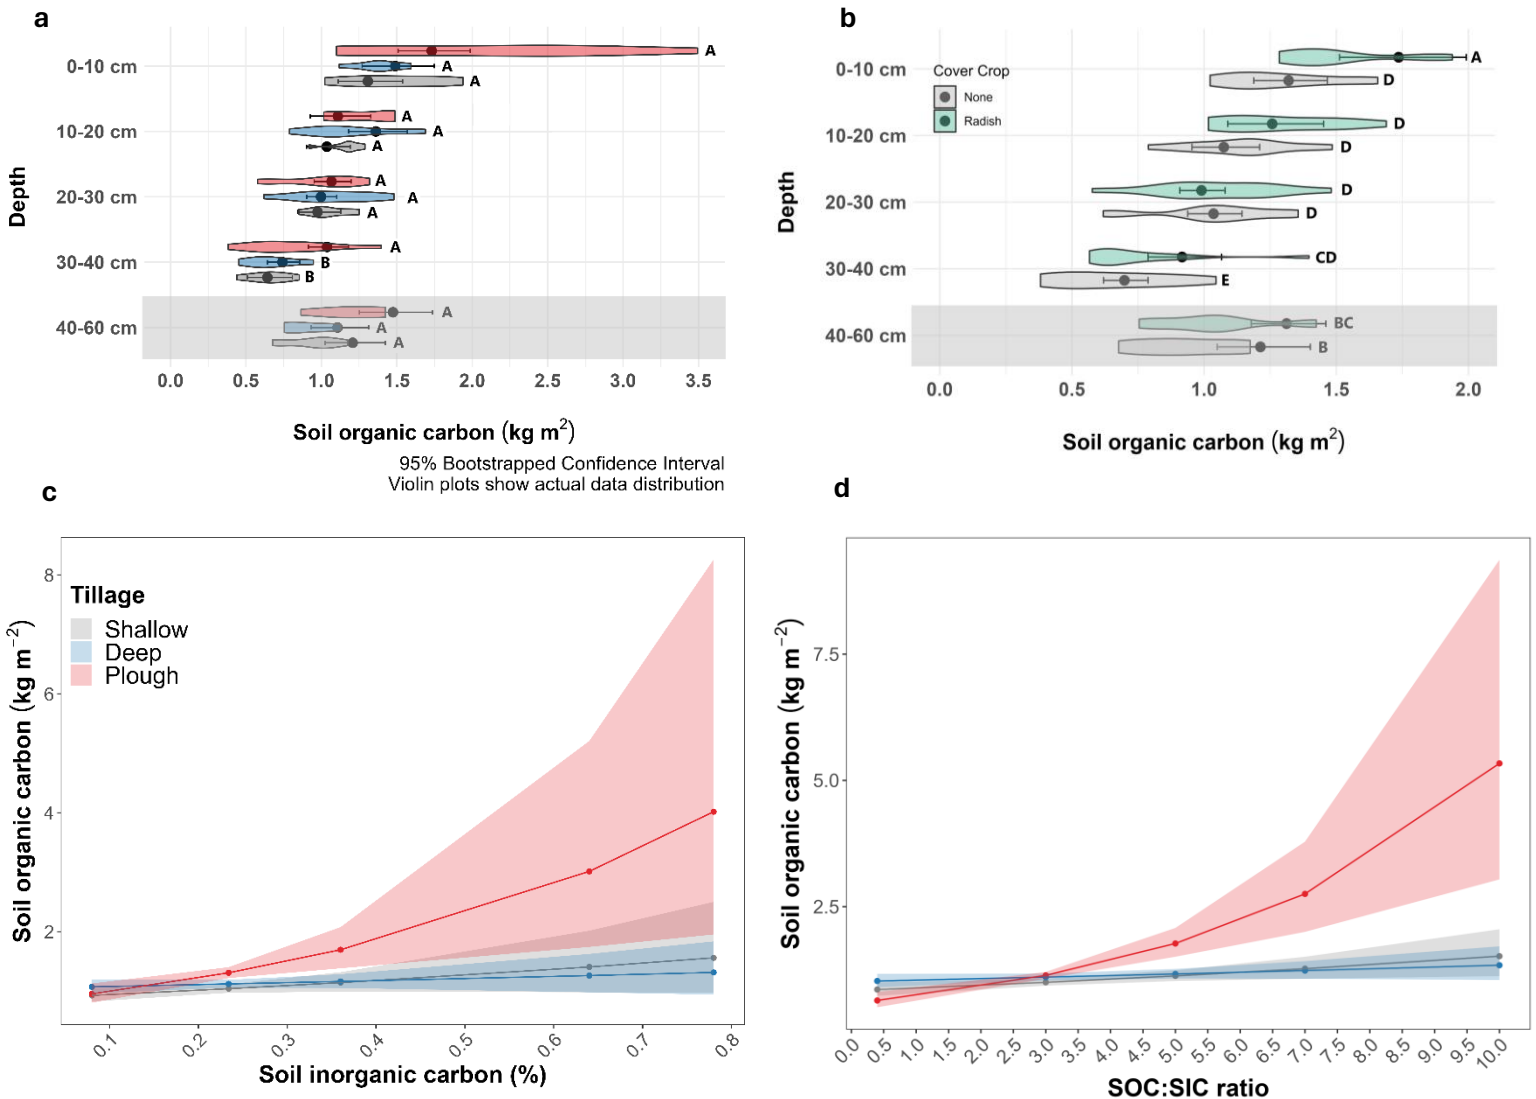 a
0-10 cm
10-20 cm
20-30 cm
30-40 cm
40-60 cm
Depth
A
A
A
A
A
A
A
A
A
A
B
B
A
A
A
0.0 0.5 1.0 1.5 2.0 2.5 3.0 3.5
Soil organic carbon (kg m2)
95% Bootstrapped Confidence Interval
Violin plots show actual data distribution
b
Cover Crop
None
Radish
0-10 cm
10-20 cm
20-30 cm
30-40 cm
40-60 cm
Depth
A
D
D
D
D
D
CD
E
BC
B
0.0 0.5 1.0 1.5 2.0
Soil organic carbon (kg m2)
c
Tillage
Shallow
Deep
Plough
8
6
4
2
Soil organic carbon (kg m−2)
0.1 0.2 0.3 0.4 0.5 0.6 0.7 0.8
Soil inorganic carbon (%)
d
7.5
5.0
2.5
Soil organic carbon (kg m−2)
0.0 0.5 1.0 1.5 2.0 2.5 3.0 3.5 4.0 4.5 5.0 5.5 6.0 6.5 7.0 7.5 8.0 8.5 9.0 9.5 10.0
SOC:SIC ratio